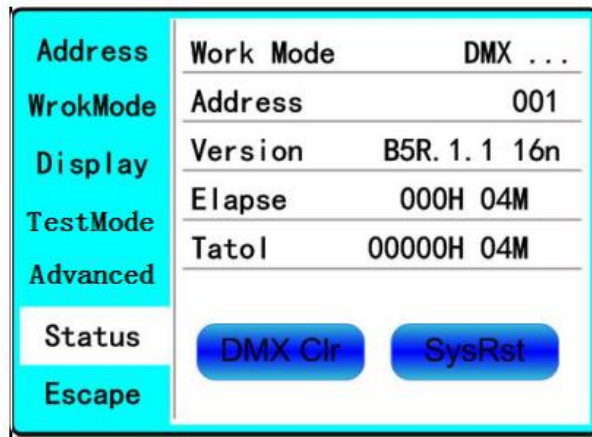 Address
WrokMode
Display
TestMode
Advanced
Status
Escape
Work Mode DMX ...
Address 001
Version B5R.1.1 16n
Elapse 000H 04M
Tatol 00000H 04M
DMX Clr SysRst